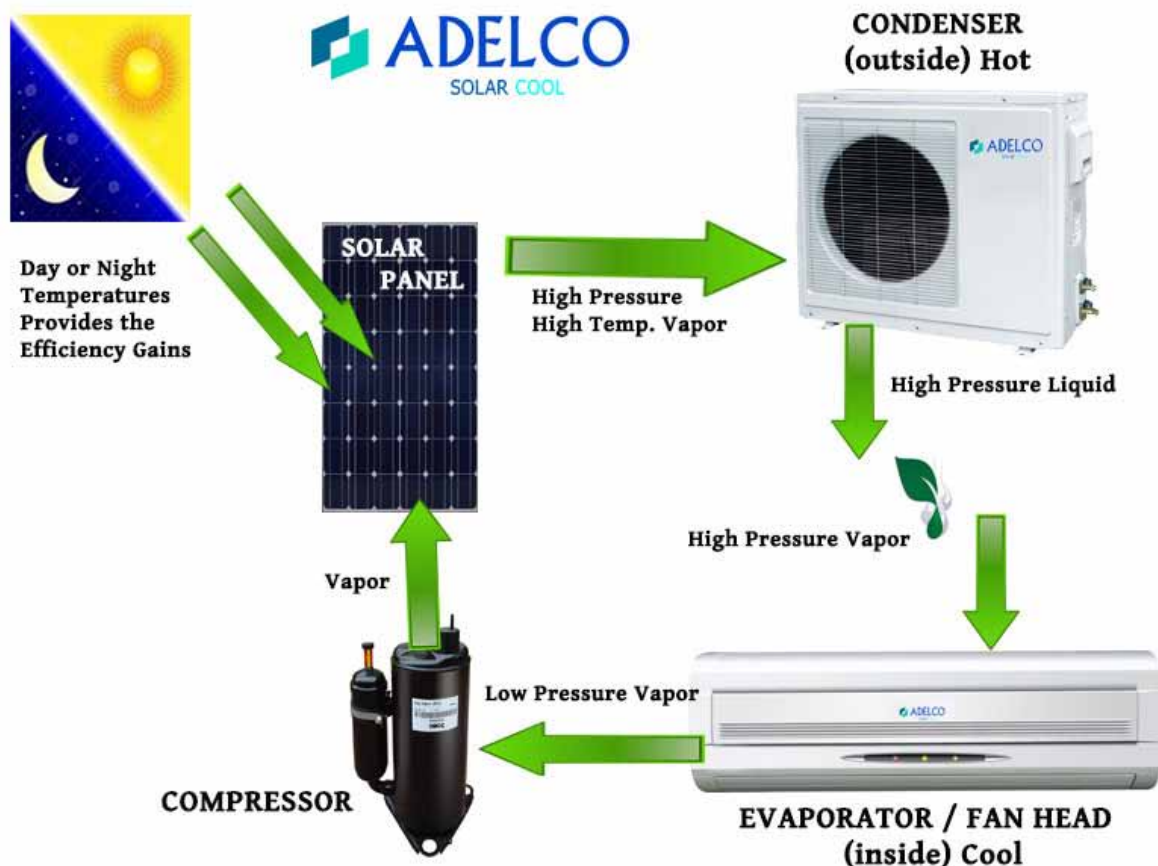 ADELCO
SOLAR COOL
CONDENSER
(outside) Hot
ADELCO
SOLAR
PANEL
Day or Night
Temperatures
Provides the
Efficiency Gains
High Pressure
High Temp. Vapor
High Pressure Liquid
High Pressure Vapor
Vapor
Low Pressure Vapor
ADELCO
COMPRESSOR
EVAPORATOR / FAN HEAD
(inside) Cool